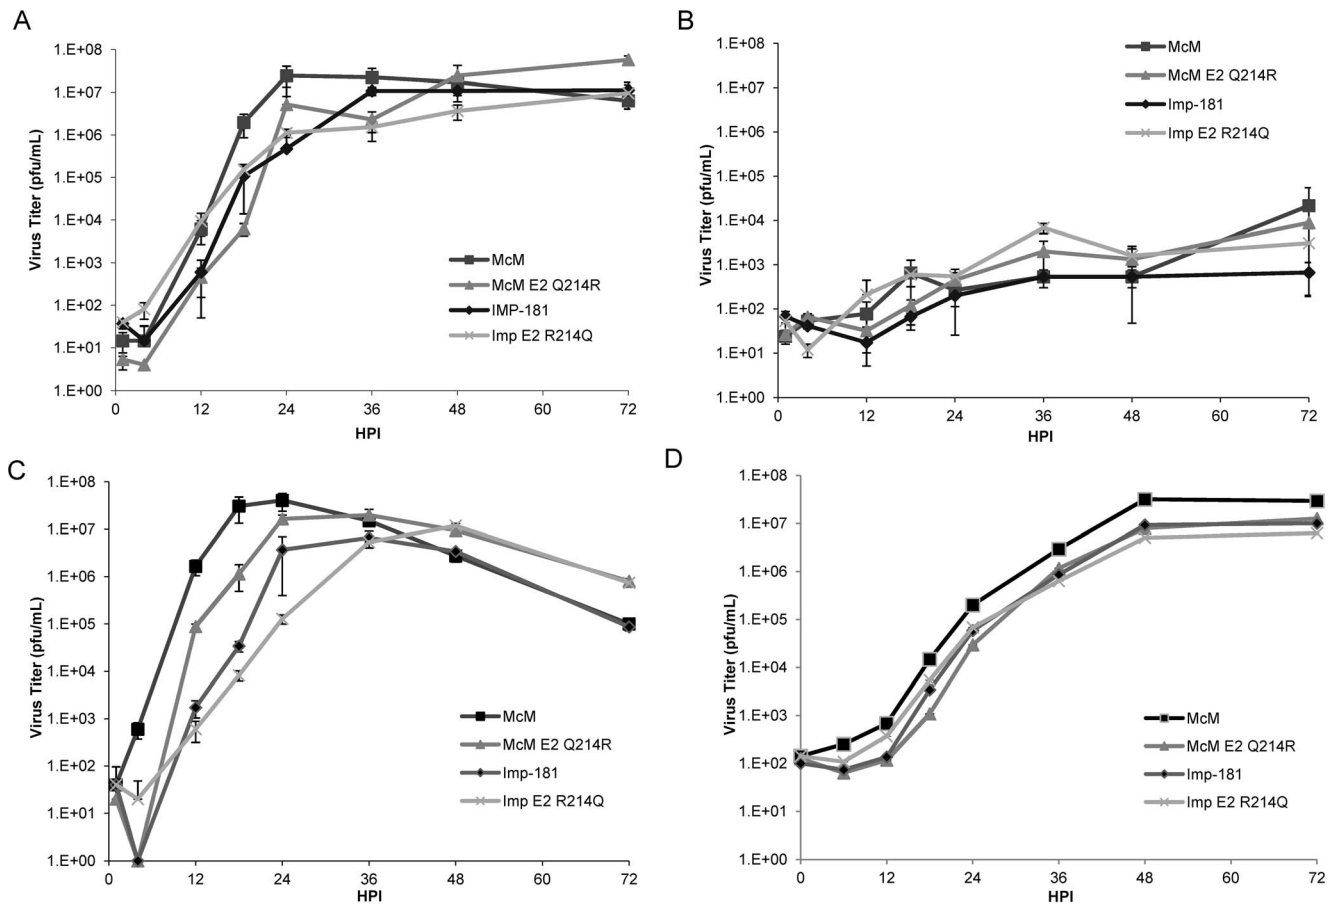 A
Virus Titer (pfu/mL)
1.E+08
1.E+07
1.E+06
1.E+05
1.E+04
1.E+03
1.E+02
1.E+01
1.E+00
McM
McM E2 Q214R
IMP-181
Imp E2 R214Q
0 12 24 36 48 60 72
HPI
B
Virus Titer (pfu/mL)
1.E+08
1.E+07
1.E+06
1.E+05
1.E+04
1.E+03
1.E+02
1.E+01
1.E+00
McM
McM E2 Q214R
Imp-181
Imp E2 R214Q
0 12 24 36 48 60 72
HPI
C
Virus Titer (pfu/mL)
1.E+08
1.E+07
1.E+06
1.E+05
1.E+04
1.E+03
1.E+02
1.E+01
1.E+00
McM
McM E2 Q214R
Imp-181
Imp E2 R214Q
0 12 24 36 48 60 72
HPI
D
Virus Titer (pfu/mL)
1.E+08
1.E+07
1.E+06
1.E+05
1.E+04
1.E+03
1.E+02
1.E+01
1.E+00
McM
McM E2 Q214R
Imp-181
Imp E2 R214Q
0 12 24 36 48 60 72
HPI